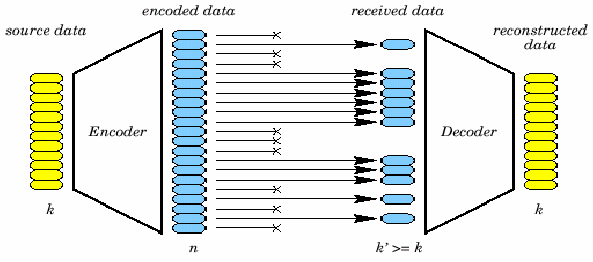 encoded data
received data
source data
reconstructed
data
Encoder
Decoder
k
n
k' >= k
k